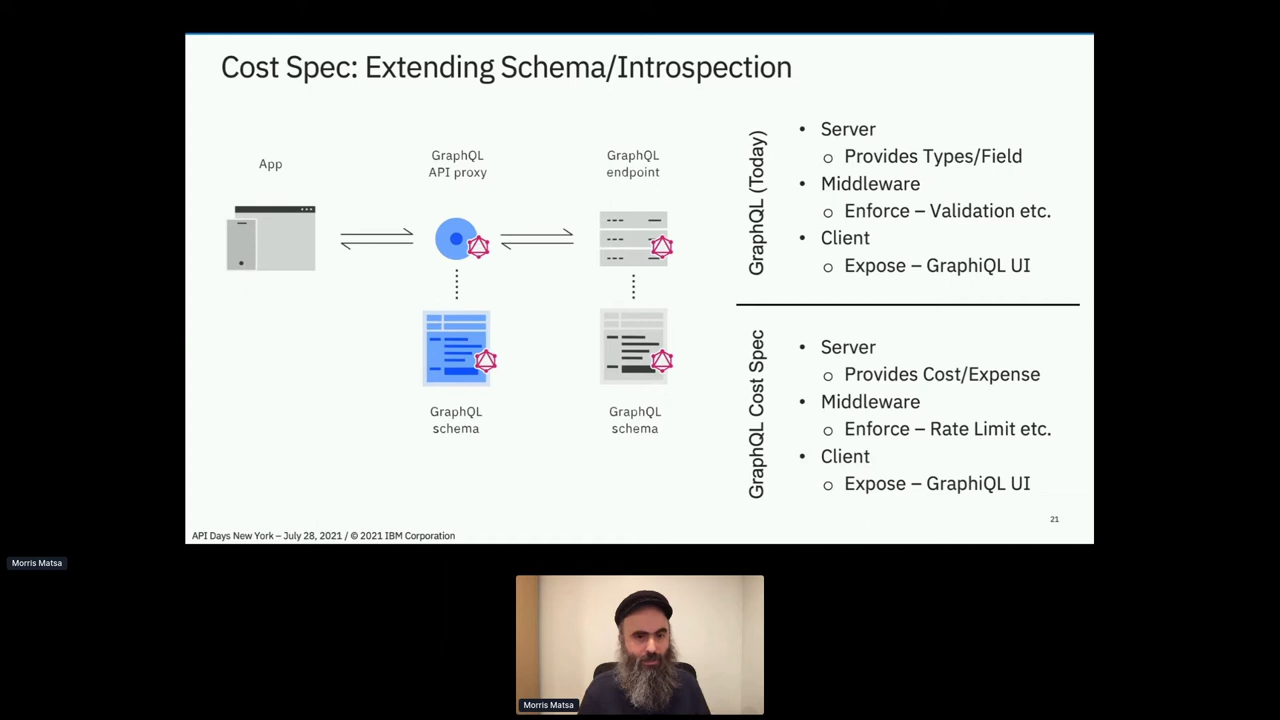 Cost Spec: Extending Schema/Introspection
App
GraphQL
API proxy
GraphQL
endpoint
GraphQL
schema
GraphQL
schema
GraphQL (Today)
• Server
o Provides Types/Field
• Middleware
o Enforce – Validation etc.
• Client
o Expose – GraphiQL UI
GraphQL Cost Spec
• Server
o Provides Cost/Expense
• Middleware
o Enforce – Rate Limit etc.
• Client
o Expose – GraphiQL UI
21
API Days New York – July 28, 2021 / © 2021 IBM Corporation
Morris Matsa
Morris Matsa